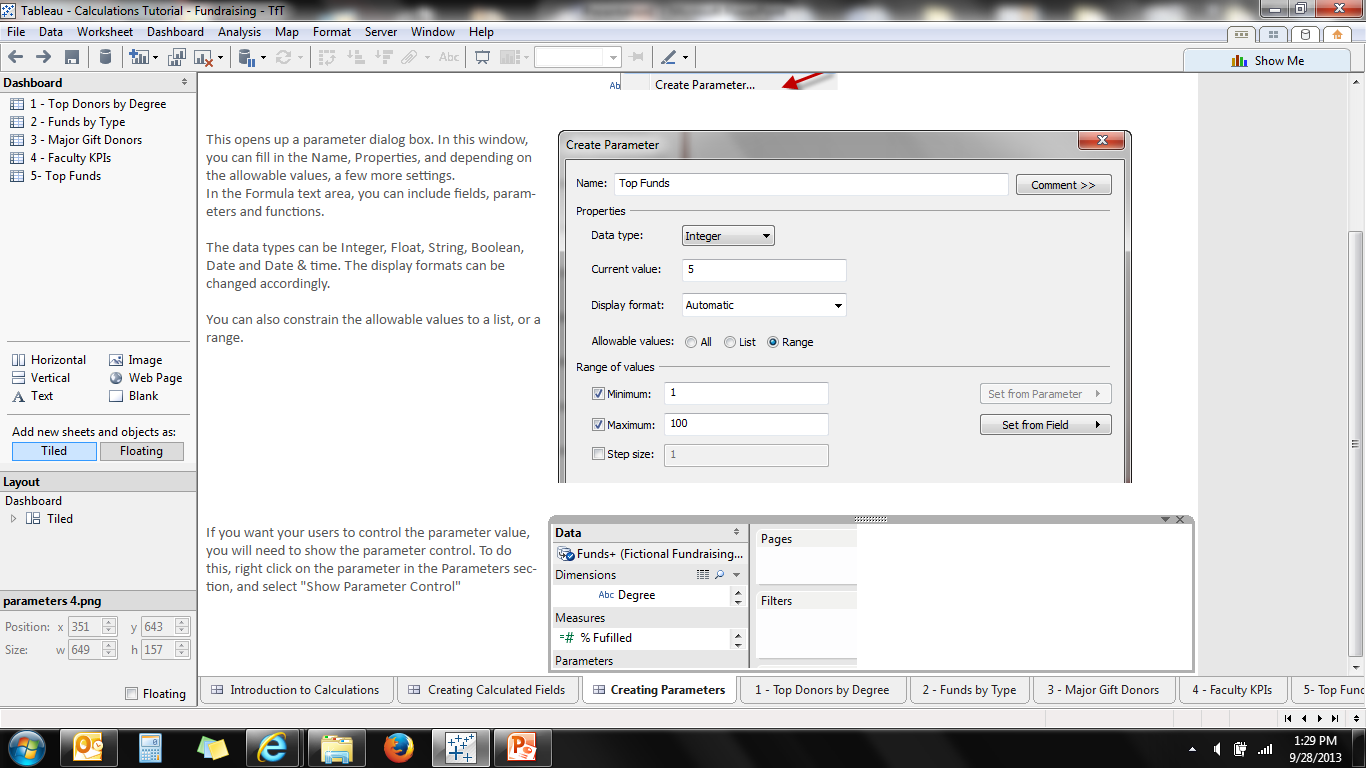 Tableau - Calculations Tutorial - Fundraising - TfT
File Data Worksheet Dashboard Analysis Map Format Server Window Help
Abc
Show Me
Dashboard
1 - Top Donors by Degree
2 - Funds by Type
3 - Major Gift Donors
4 - Faculty KPIs
5- Top Funds
Horizontal Image
Vertical Web Page
Text Blank
Add new sheets and objects as:
Tiled Floating
Layout
Dashboard
Tiled
parameters 4.png
Position: x 351 y 643
Size: w 649 h 157
Floating
Ab Create Parameter...
This opens up a parameter dialog box. In this window,
you can fill in the Name, Properties, and depending on
the allowable values, a few more settings.
In the Formula text area, you can include fields, param-
eters and functions.
The data types can be Integer, Float, String, Boolean,
Date and Date & time. The display formats can be
changed accordingly.
You can also constrain the allowable values to a list, or a
range.
Create Parameter
Name: Top Funds Comment >>
Properties
Data type: Integer
Current value: 5
Display format: Automatic
Allowable values: All List Range
Range of values
Minimum: 1 Set from Parameter
Maximum: 100 Set from Field
Step size: 1
If you want your users to control the parameter value,
you will need to show the parameter control. To do
this, right click on the parameter in the Parameters sec-
tion, and select "Show Parameter Control"
Data
Funds+ (Fictional Fundraising...
Dimensions
Abc Degree
Measures
=# % Fufilled
Parameters
Pages
Filters
Introduction to Calculations Creating Calculated Fields Creating Parameters 1 - Top Donors by Degree 2 - Funds by Type 3 - Major Gift Donors 4 - Faculty KPIs 5- Top Func
1:29 PM
9/28/2013